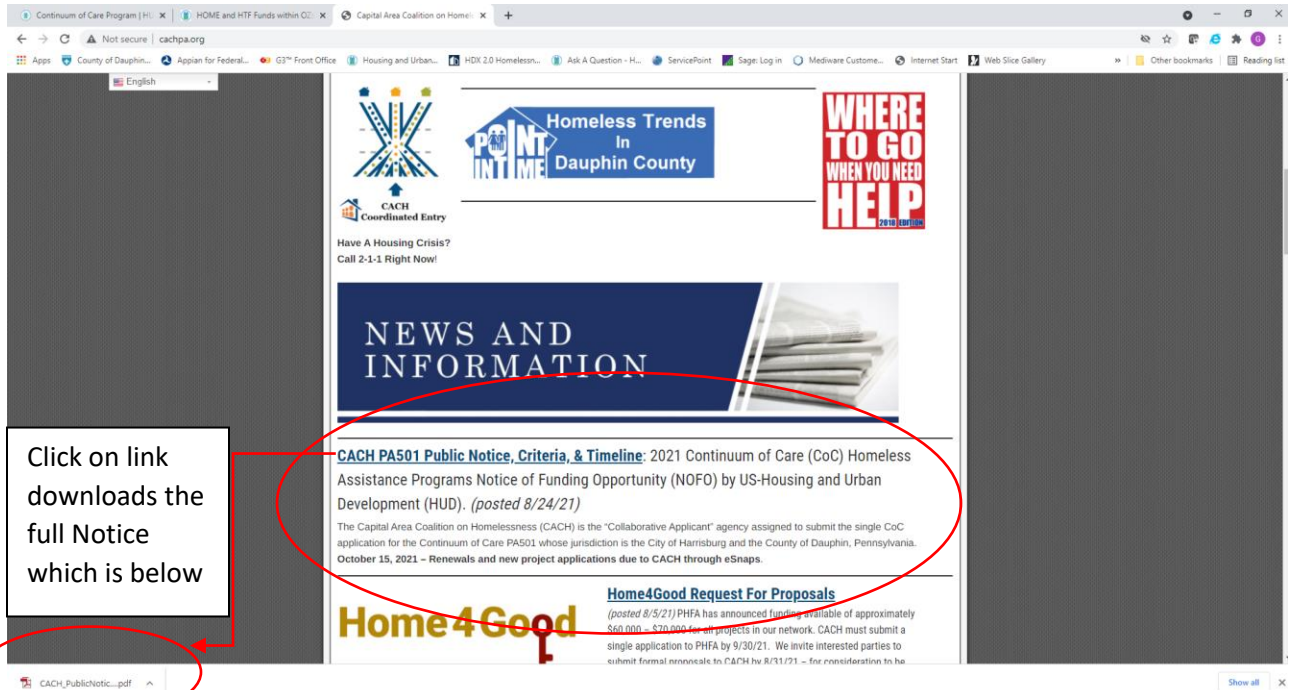 Continuum of Care Program | HU
HOME and HTF Funds within OZ
Capital Area Coalition on Homele
Not secure | cachpa.org
Apps
County of Dauphin...
Appian for Federal...
G3™ Front Office
Housing and Urban...
HDX 2.0 Homelessn...
Ask A Question - H...
ServicePoint
Sage: Log in
Mediware Custome...
Internet Start
Web Slice Gallery
»
Other bookmarks
Reading list
G
English
CACH
Coordinated Entry
POINT
IN TIME
Homeless Trends
In
Dauphin County
WHERE
TO GO
WHEN YOU NEED
HELP
2018 EDITION
Have A Housing Crisis?
Call 2-1-1 Right Now!
NEWS AND
INFORMATION
Click on link
downloads the
full Notice
which is below
CACH PA501 Public Notice, Criteria, & Timeline: 2021 Continuum of Care (CoC) Homeless
Assistance Programs Notice of Funding Opportunity (NOFO) by US-Housing and Urban
Development (HUD). (posted 8/24/21)
The Capital Area Coalition on Homelessness (CACH) is the "Collaborative Applicant" agency assigned to submit the single CoC
application for the Continuum of Care PA501 whose jurisdiction is the City of Harrisburg and the County of Dauphin, Pennsylvania.
October 15, 2021 – Renewals and new project applications due to CACH through eSnaps.
Home4Good
Home4Good Request For Proposals
(posted 8/5/21) PHFA has announced funding available of approximately
$60,000 – $70,000 for all projects in our network. CACH must submit a
single application to PHFA by 9/30/21. We invite interested parties to
submit formal proposals to CACH by 8/31/21 – for consideration to be
CACH_PublicNotic....pdf
Show all